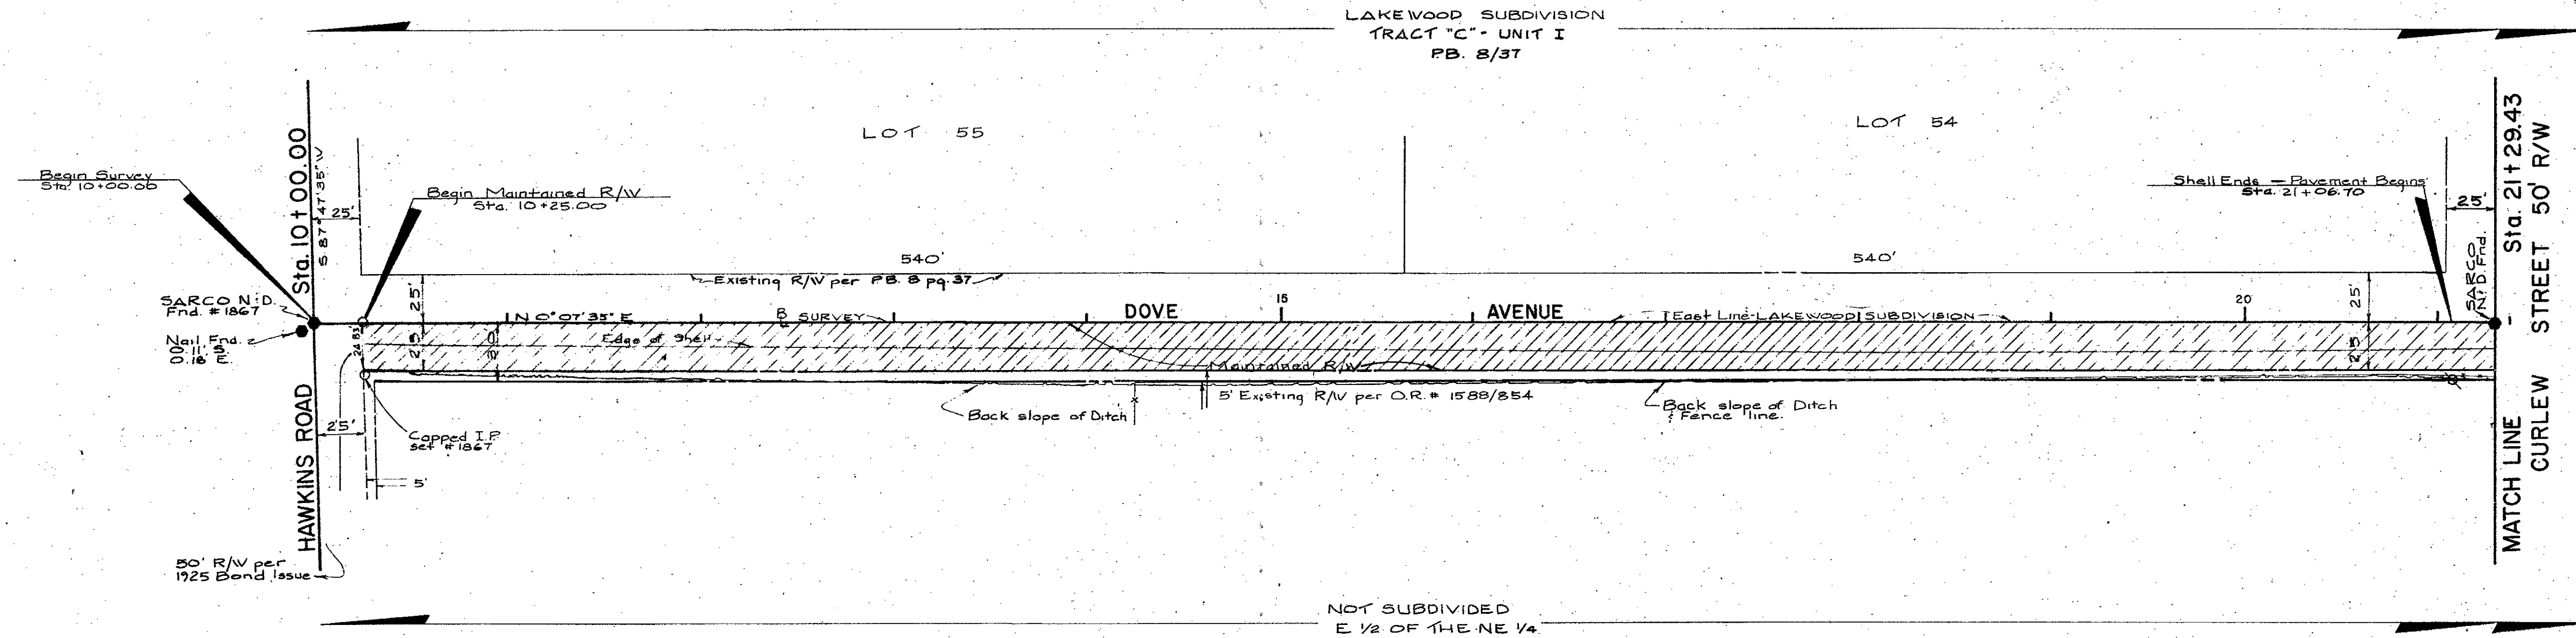 LAKEWOOD SUBDIVISION
TRACT "C" - UNIT I
P.B. 8/37
LOT 55
LOT 54
Begin Survey
Sta. 10+00.00
Sta. 10+00.00
S 87° 47' 35" W
25'
Begin Maintained R/W
Sta. 10+25.00
Shell Ends — Pavement Begins
Sta. 21+06.70
25'
Sta. 21+29.43
CURLEW STREET 50' R/W
540'
540'
Existing R/W per P.B. 8 pg. 37
25'
25'
SARCO N.D.
Fnd. #1867
SARCO
N.D. Fnd.
Nail Fnd.
0.11' S.
0.18' E.
N 0° 07' 35" E
B SURVEY
DOVE
15
AVENUE
East Line LAKEWOOD SUBDIVISION
20
24.83'
25'
30'
Edge of Shell
25'
Maintained R/W
5' Existing R/W per O.R. # 1588/854
Back slope of Ditch
Back slope of Ditch
& Fence line.
25'
Capped I.P.
set #1867
5'
HAWKINS ROAD
MATCH LINE
50' R/W per
1925 Bond Issue
NOT SUBDIVIDED
E 1/2 OF THE NE 1/4